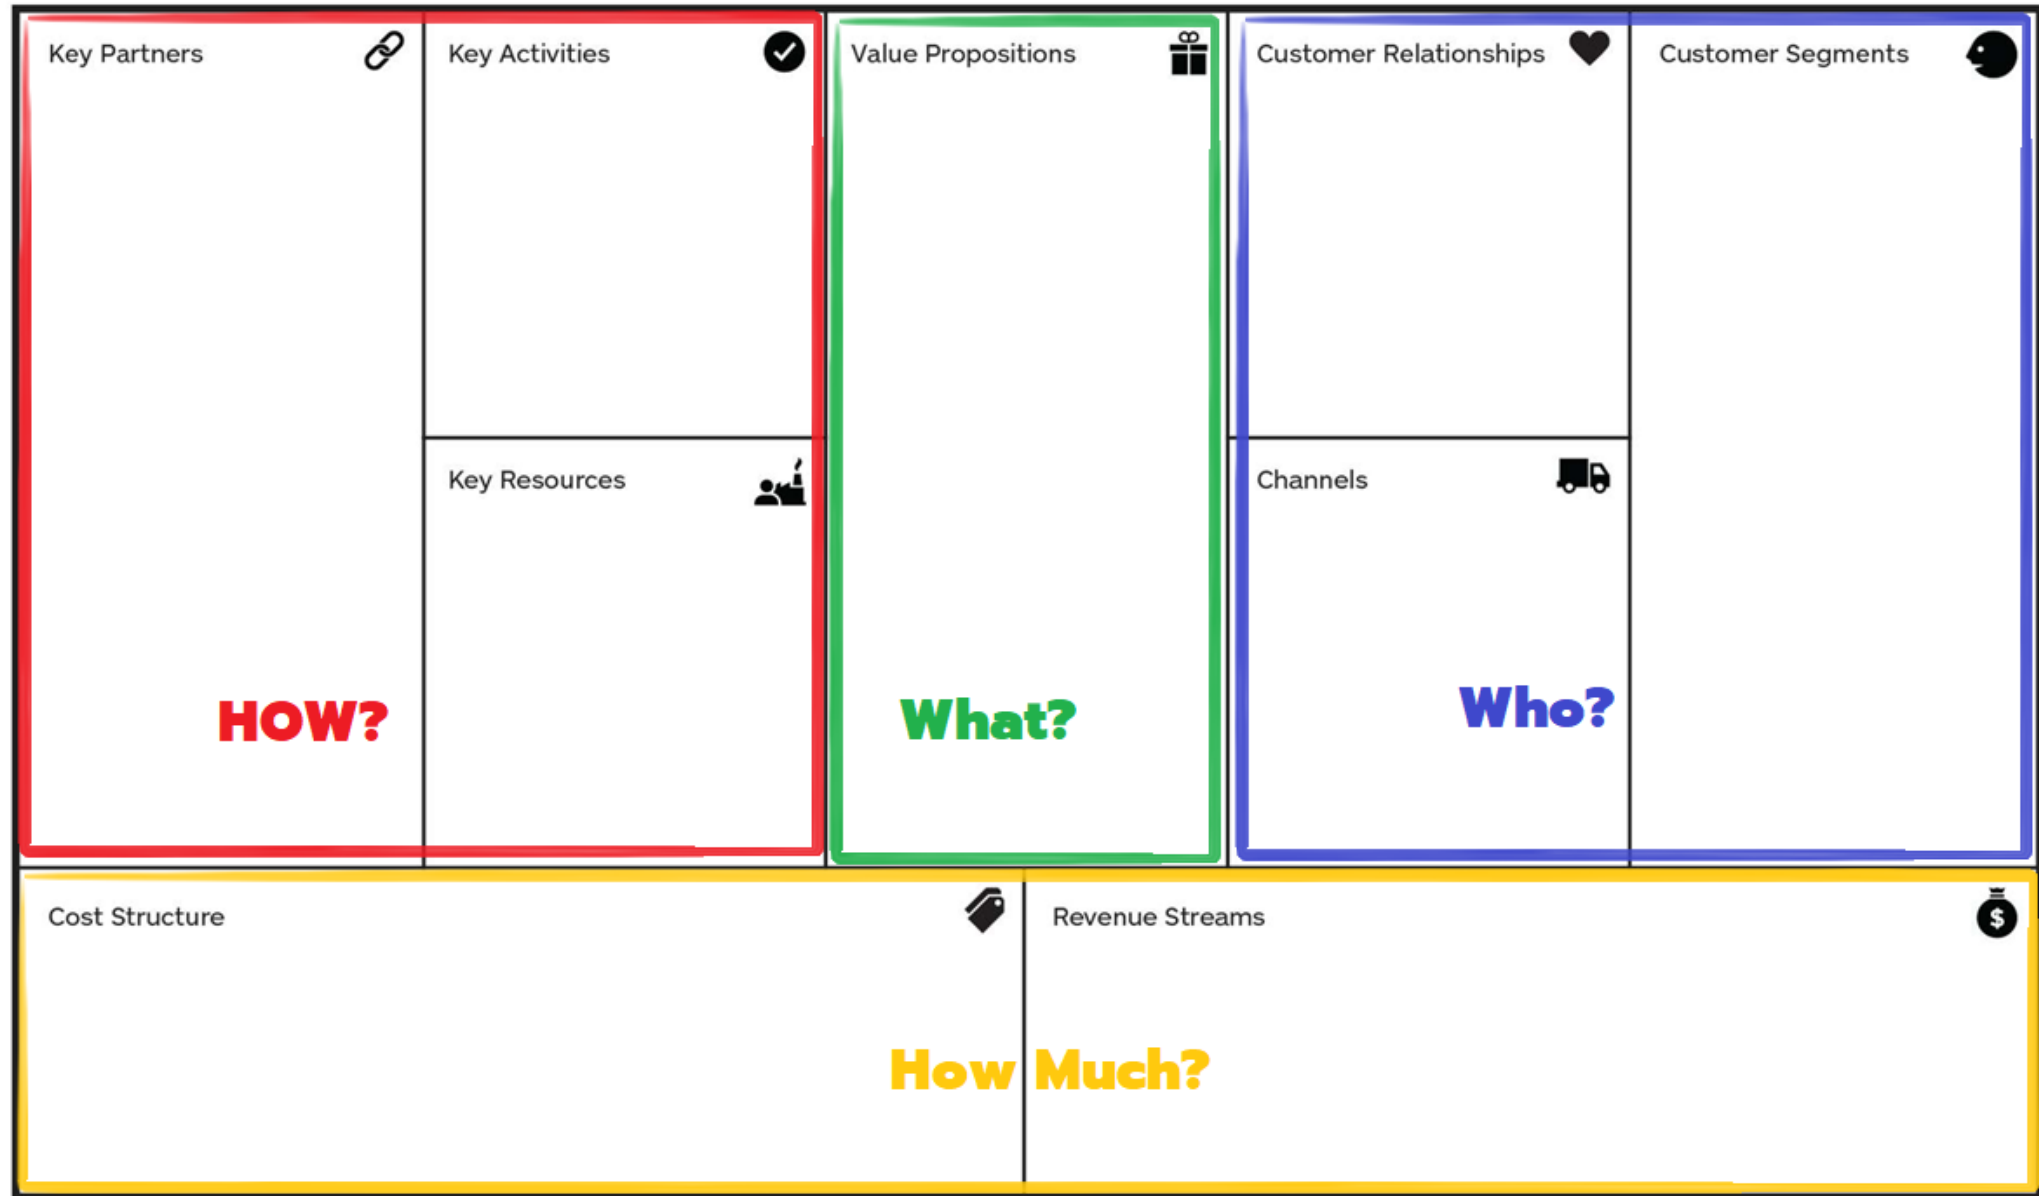 Key Partners
Key Activities
Value Propositions
Customer Relationships
Customer Segments
Key Resources
Channels
HOW?
What?
Who?
Cost Structure
$
Revenue Streams
How Much?